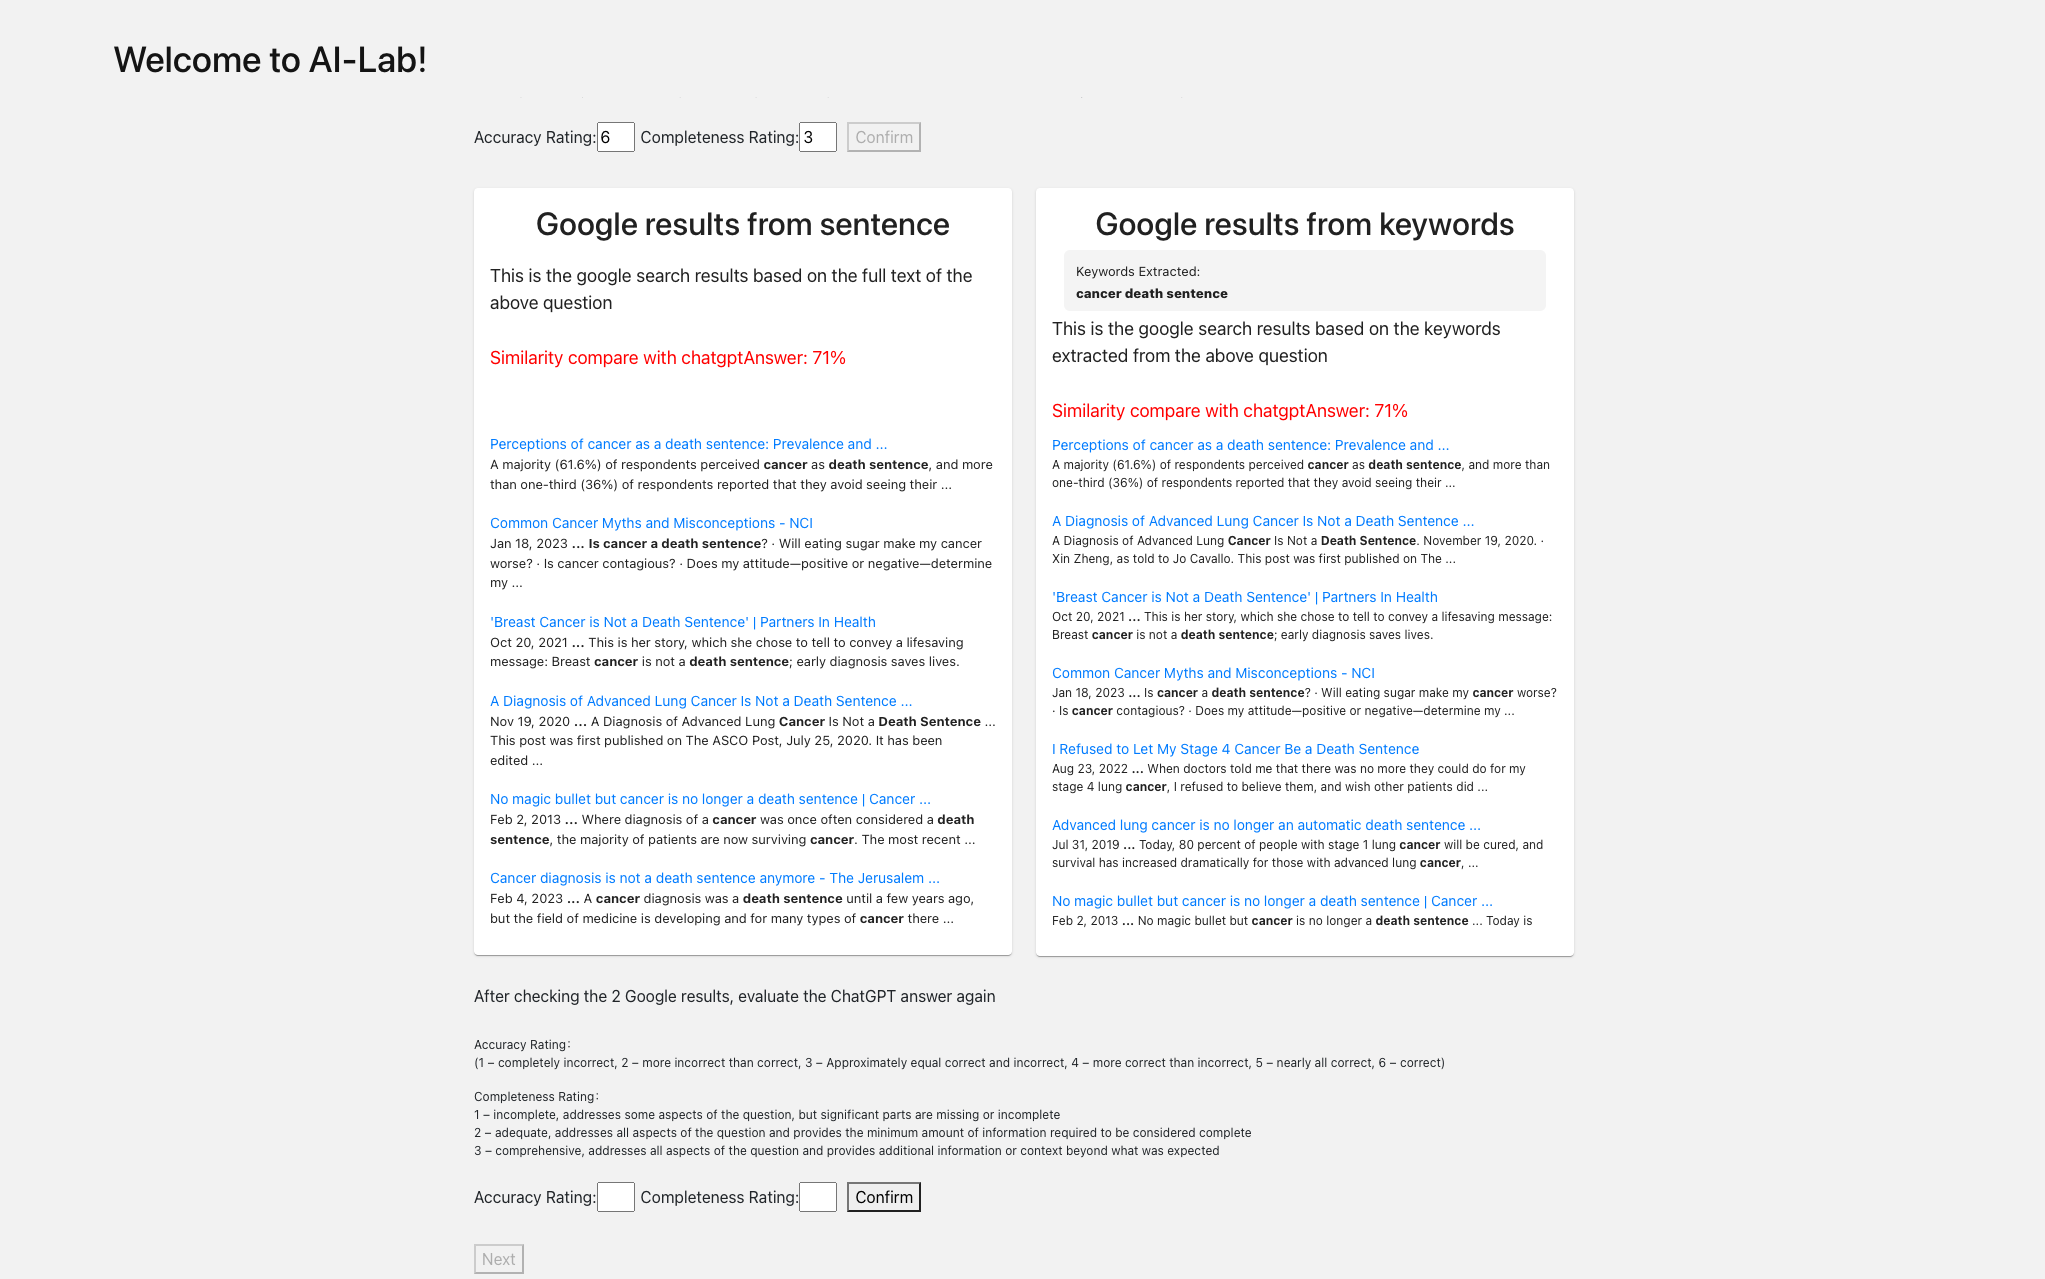 Welcome to AI-Lab!
Accuracy Rating: 6 Completeness Rating: 3 Confirm
Google results from sentence
This is the google search results based on the full text of the
above question
Similarity compare with chatgptAnswer: 71%
Perceptions of cancer as a death sentence: Prevalence and ...
A majority (61.6%) of respondents perceived cancer as death sentence, and more
than one-third (36%) of respondents reported that they avoid seeing their ...
Common Cancer Myths and Misconceptions - NCI
Jan 18, 2023 ... Is cancer a death sentence? · Will eating sugar make my cancer
worse? · Is cancer contagious? · Does my attitude—positive or negative—determine
my ...
'Breast Cancer is Not a Death Sentence' | Partners In Health
Oct 20, 2021 ... This is her story, which she chose to tell to convey a lifesaving
message: Breast cancer is not a death sentence; early diagnosis saves lives.
A Diagnosis of Advanced Lung Cancer Is Not a Death Sentence ...
Nov 19, 2020 ... A Diagnosis of Advanced Lung Cancer Is Not a Death Sentence ...
This post was first published on The ASCO Post, July 25, 2020. It has been
edited ...
No magic bullet but cancer is no longer a death sentence | Cancer ...
Feb 2, 2013 ... Where diagnosis of a cancer was once often considered a death
sentence, the majority of patients are now surviving cancer. The most recent ...
Cancer diagnosis is not a death sentence anymore - The Jerusalem ...
Feb 4, 2023 ... A cancer diagnosis was a death sentence until a few years ago,
but the field of medicine is developing and for many types of cancer there ...
Google results from keywords
Keywords Extracted:
cancer death sentence
This is the google search results based on the keywords
extracted from the above question
Similarity compare with chatgptAnswer: 71%
Perceptions of cancer as a death sentence: Prevalence and ...
A majority (61.6%) of respondents perceived cancer as death sentence, and more than
one-third (36%) of respondents reported that they avoid seeing their ...
A Diagnosis of Advanced Lung Cancer Is Not a Death Sentence ...
A Diagnosis of Advanced Lung Cancer Is Not a Death Sentence. November 19, 2020. ·
Xin Zheng, as told to Jo Cavallo. This post was first published on The ...
'Breast Cancer is Not a Death Sentence' | Partners In Health
Oct 20, 2021 ... This is her story, which she chose to tell to convey a lifesaving message:
Breast cancer is not a death sentence; early diagnosis saves lives.
Common Cancer Myths and Misconceptions - NCI
Jan 18, 2023 ... Is cancer a death sentence? · Will eating sugar make my cancer worse?
· Is cancer contagious? · Does my attitude—positive or negative—determine my ...
I Refused to Let My Stage 4 Cancer Be a Death Sentence
Aug 23, 2022 ... When doctors told me that there was no more they could do for my
stage 4 lung cancer, I refused to believe them, and wish other patients did ...
Advanced lung cancer is no longer an automatic death sentence ...
Jul 31, 2019 ... Today, 80 percent of people with stage 1 lung cancer will be cured, and
survival has increased dramatically for those with advanced lung cancer, ...
No magic bullet but cancer is no longer a death sentence | Cancer ...
Feb 2, 2013 ... No magic bullet but cancer is no longer a death sentence ... Today is
After checking the 2 Google results, evaluate the ChatGPT answer again
Accuracy Rating:
(1 – completely incorrect, 2 – more incorrect than correct, 3 – Approximately equal correct and incorrect, 4 – more correct than incorrect, 5 – nearly all correct, 6 – correct)
Completeness Rating:
1 – incomplete, addresses some aspects of the question, but significant parts are missing or incomplete
2 – adequate, addresses all aspects of the question and provides the minimum amount of information required to be considered complete
3 – comprehensive, addresses all aspects of the question and provides additional information or context beyond what was expected
Accuracy Rating: Completeness Rating: Confirm
Next